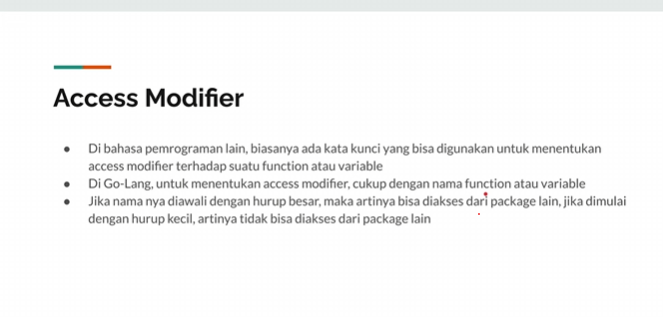 Access Modifier
● Di bahasa pemrograman lain, biasanya ada kata kunci yang bisa digunakan untuk menentukan
access modifier terhadap suatu function atau variable
● Di Go-Lang, untuk menentukan access modifier, cukup dengan nama function atau variable
● Jika nama nya diawali dengan hurup besar, maka artinya bisa diakses dari package lain, jika dimulai
dengan hurup kecil, artinya tidak bisa diakses dari package lain